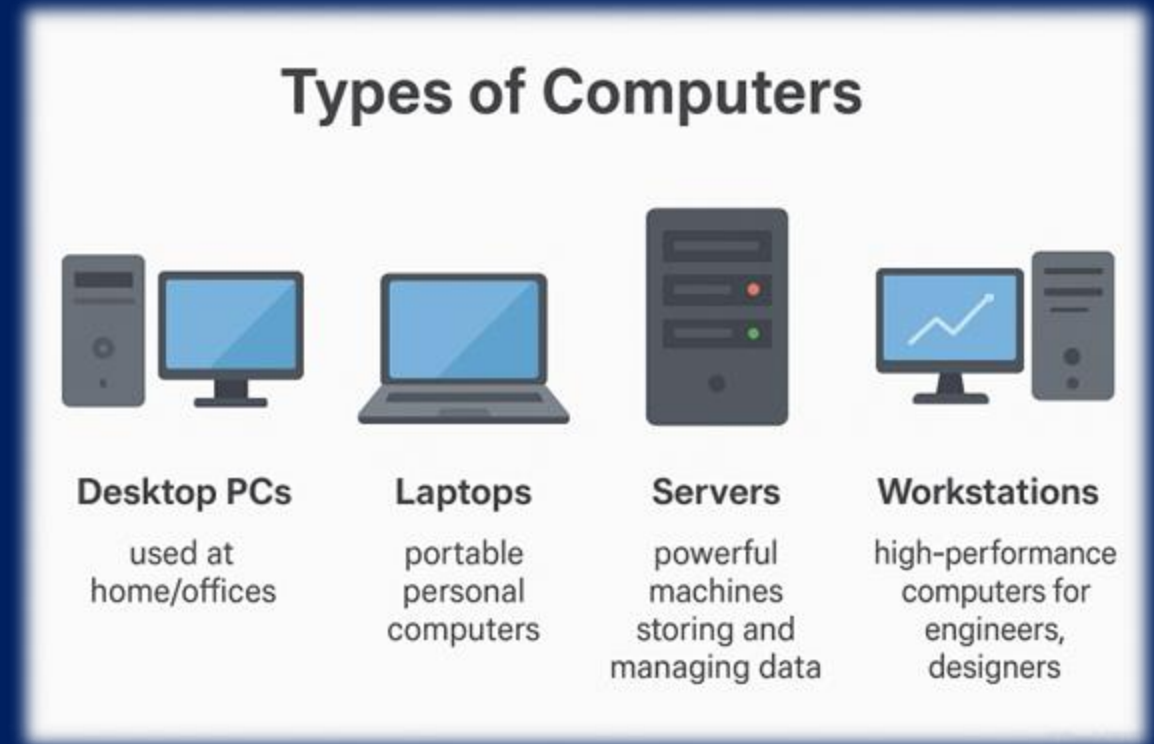 Types of Computers
Desktop PCs
used at
home/offices
Laptops
portable
personal
computers
Servers
powerful
machines
storing and
managing data
Workstations
high-performance
computers for
engineers,
designers